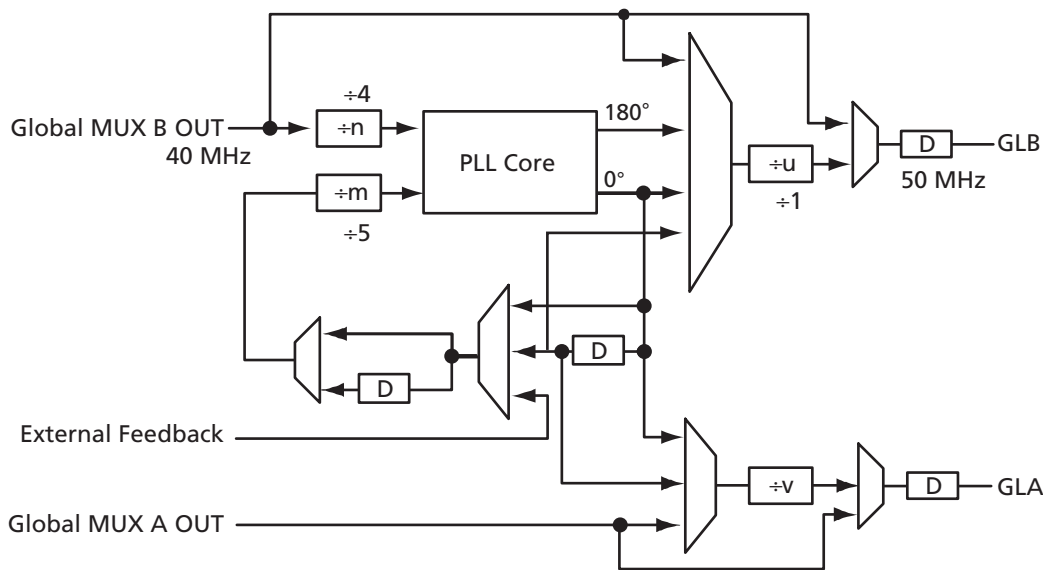 ÷4
Global MUX B OUT
÷n
180°
PLL Core
40 MHz
0°
÷m
÷5
÷u
÷1
D
GLB
50 MHz
D
D
External Feedback
÷v
D
GLA
Global MUX A OUT